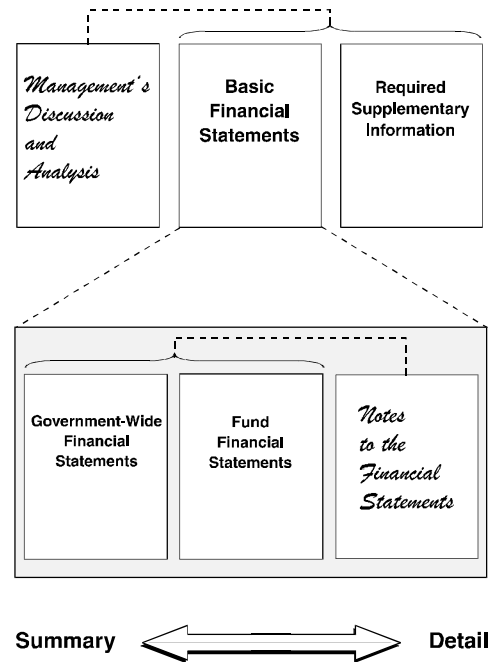 Management's
Discussion
and
Analysis
Basic
Financial
Statements
Required
Supplementary
Information
Government-Wide
Financial
Statements
Fund
Financial
Statements
Notes
to the
Financial
Statements
Summary
Detail